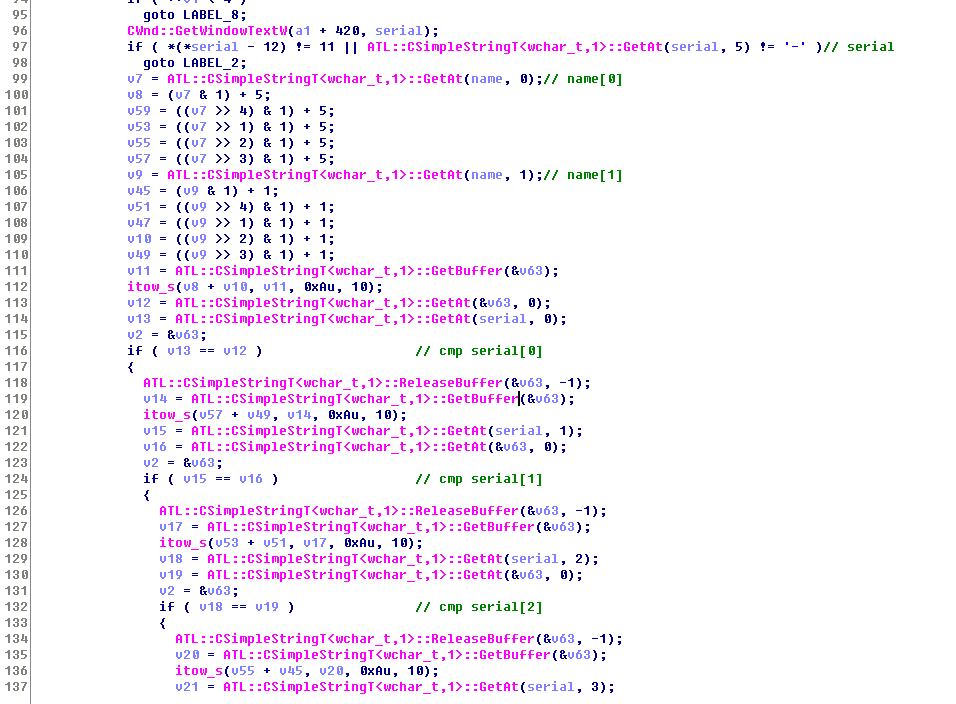 95 goto LABEL_8;
96 CWnd::GetWindowTextW(a1 + 420, serial);
97 if ( *(*serial - 12) != 11 || ATL::CSimpleStringT<wchar_t,1>::GetAt(serial, 5) != '-' )// serial
98 goto LABEL_2;
99 v7 = ATL::CSimpleStringT<wchar_t,1>::GetAt(name, 0);// name[0]
100 v8 = (v7 & 1) + 5;
101 v59 = ((v7 >> 4) & 1) + 5;
102 v53 = ((v7 >> 1) & 1) + 5;
103 v55 = ((v7 >> 2) & 1) + 5;
104 v57 = ((v7 >> 3) & 1) + 5;
105 v9 = ATL::CSimpleStringT<wchar_t,1>::GetAt(name, 1);// name[1]
106 v45 = (v9 & 1) + 1;
107 v51 = ((v9 >> 4) & 1) + 1;
108 v47 = ((v9 >> 1) & 1) + 1;
109 v10 = ((v9 >> 2) & 1) + 1;
110 v49 = ((v9 >> 3) & 1) + 1;
111 v11 = ATL::CSimpleStringT<wchar_t,1>::GetBuffer(&v63);
112 itow_s(v8 + v10, v11, 0xAu, 10);
113 v12 = ATL::CSimpleStringT<wchar_t,1>::GetAt(&v63, 0);
114 v13 = ATL::CSimpleStringT<wchar_t,1>::GetAt(serial, 0);
115 v2 = &v63;
116 if ( v13 == v12 ) // cmp serial[0]
117 {
118 ATL::CSimpleStringT<wchar_t,1>::ReleaseBuffer(&v63, -1);
119 v14 = ATL::CSimpleStringT<wchar_t,1>::GetBuffer(&v63);
120 itow_s(v57 + v49, v14, 0xAu, 10);
121 v15 = ATL::CSimpleStringT<wchar_t,1>::GetAt(serial, 1);
122 v16 = ATL::CSimpleStringT<wchar_t,1>::GetAt(&v63, 0);
123 v2 = &v63;
124 if ( v15 == v16 ) // cmp serial[1]
125 {
126 ATL::CSimpleStringT<wchar_t,1>::ReleaseBuffer(&v63, -1);
127 v17 = ATL::CSimpleStringT<wchar_t,1>::GetBuffer(&v63);
128 itow_s(v53 + v51, v17, 0xAu, 10);
129 v18 = ATL::CSimpleStringT<wchar_t,1>::GetAt(serial, 2);
130 v19 = ATL::CSimpleStringT<wchar_t,1>::GetAt(&v63, 0);
131 v2 = &v63;
132 if ( v18 == v19 ) // cmp serial[2]
133 {
134 ATL::CSimpleStringT<wchar_t,1>::ReleaseBuffer(&v63, -1);
135 v20 = ATL::CSimpleStringT<wchar_t,1>::GetBuffer(&v63);
136 itow_s(v55 + v45, v20, 0xAu, 10);
137 v21 = ATL::CSimpleStringT<wchar_t,1>::GetAt(serial, 3);